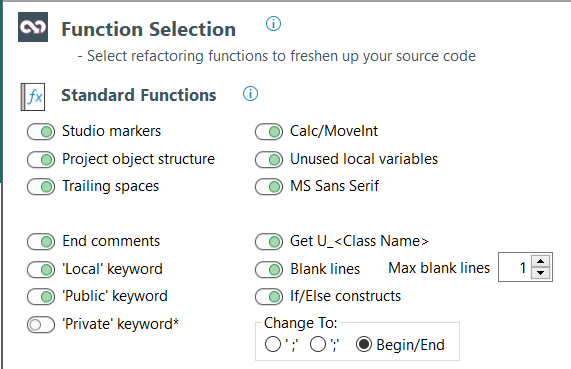 Function Selection
- Select refactoring functions to freshen up your source code
fx Standard Functions
Studio markers Calc/MoveInt
Project object structure Unused local variables
Trailing spaces MS Sans Serif
End comments Get U_<Class Name>
'Local' keyword Blank lines Max blank lines 1
'Public' keyword If/Else constructs
'Private' keyword* Change To:
' ;' ';' Begin/End